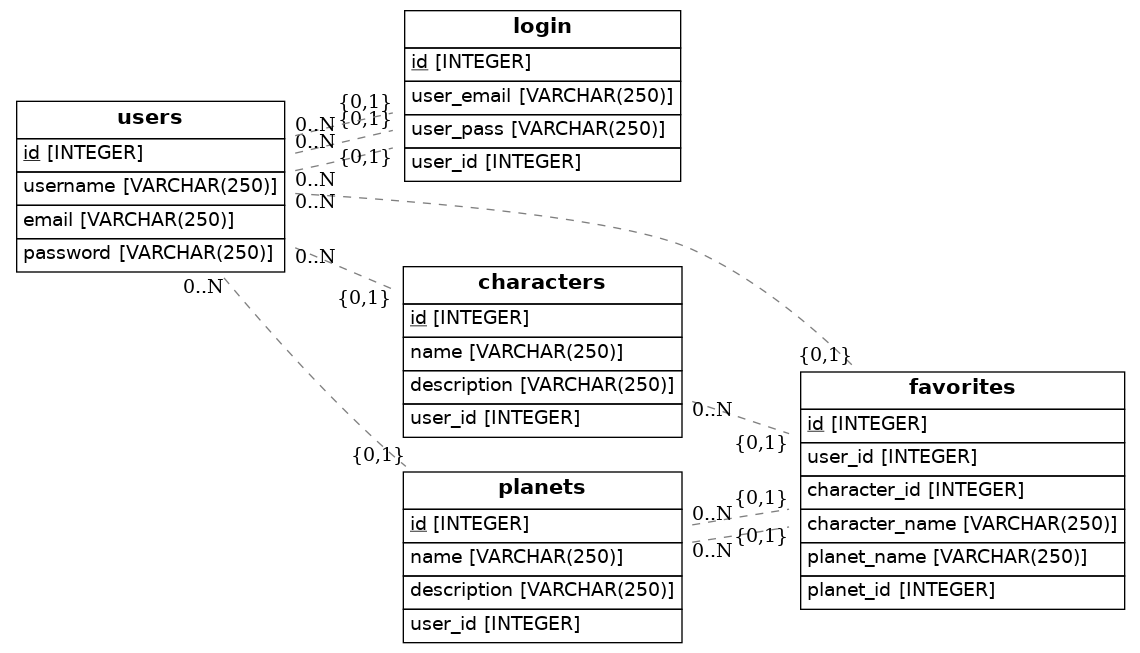 login
id [INTEGER]
user_email [VARCHAR(250)]
user_pass [VARCHAR(250)]
user_id [INTEGER]
users
id [INTEGER]
username [VARCHAR(250)]
email [VARCHAR(250)]
password [VARCHAR(250)]
{0,1}
0..N
{0,1}
0..N
{0,1}
0..N
0..N
0..N
{0,1}
0..N
{0,1}
characters
id [INTEGER]
name [VARCHAR(250)]
description [VARCHAR(250)]
user_id [INTEGER]
{0,1}
favorites
id [INTEGER]
user_id [INTEGER]
character_id [INTEGER]
character_name [VARCHAR(250)]
planet_name [VARCHAR(250)]
planet_id [INTEGER]
0..N
{0,1}
planets
id [INTEGER]
name [VARCHAR(250)]
description [VARCHAR(250)]
user_id [INTEGER]
{0,1}
0..N
{0,1}
0..N